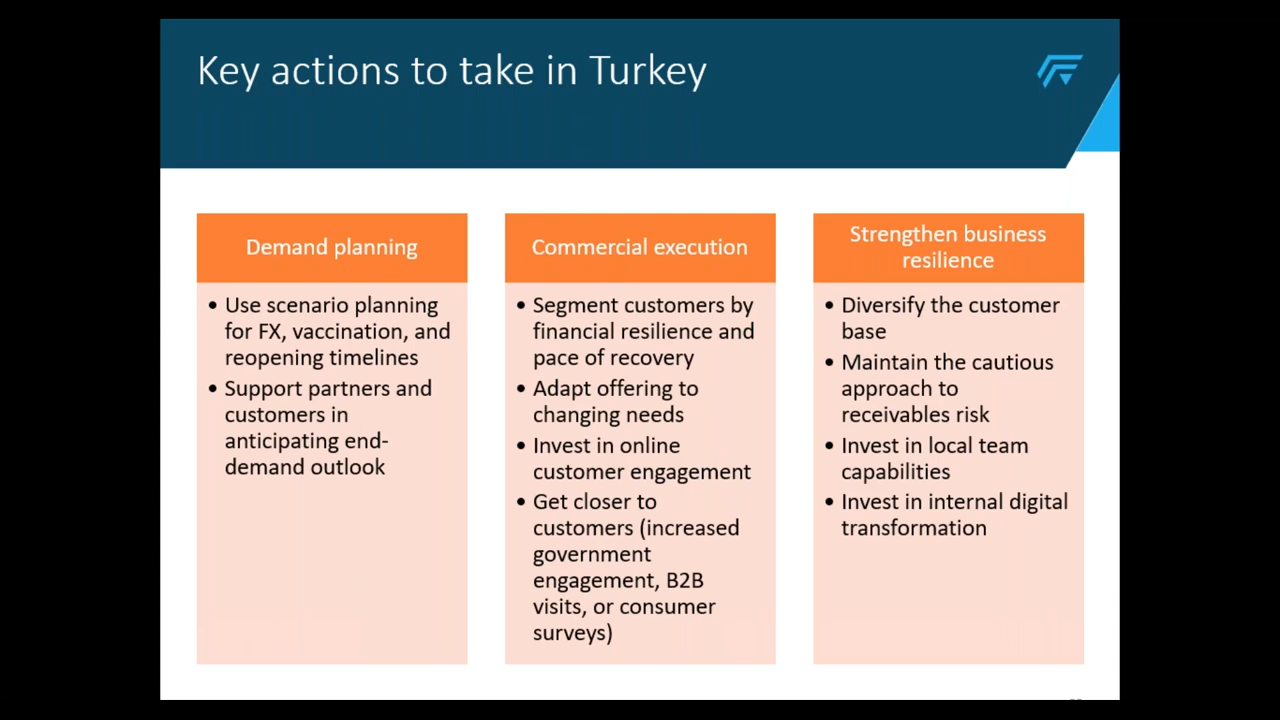 Key actions to take in Turkey
Demand planning
• Use scenario planning
for FX, vaccination, and
reopening timelines
• Support partners and
customers in
anticipating end-
demand outlook
Commercial execution
• Segment customers by
financial resilience and
pace of recovery
• Adapt offering to
changing needs
• Invest in online
customer engagement
• Get closer to
customers (increased
government
engagement, B2B
visits, or consumer
surveys)
Strengthen business
resilience
• Diversify the customer
base
• Maintain the cautious
approach to
receivables risk
• Invest in local team
capabilities
• Invest in internal digital
transformation